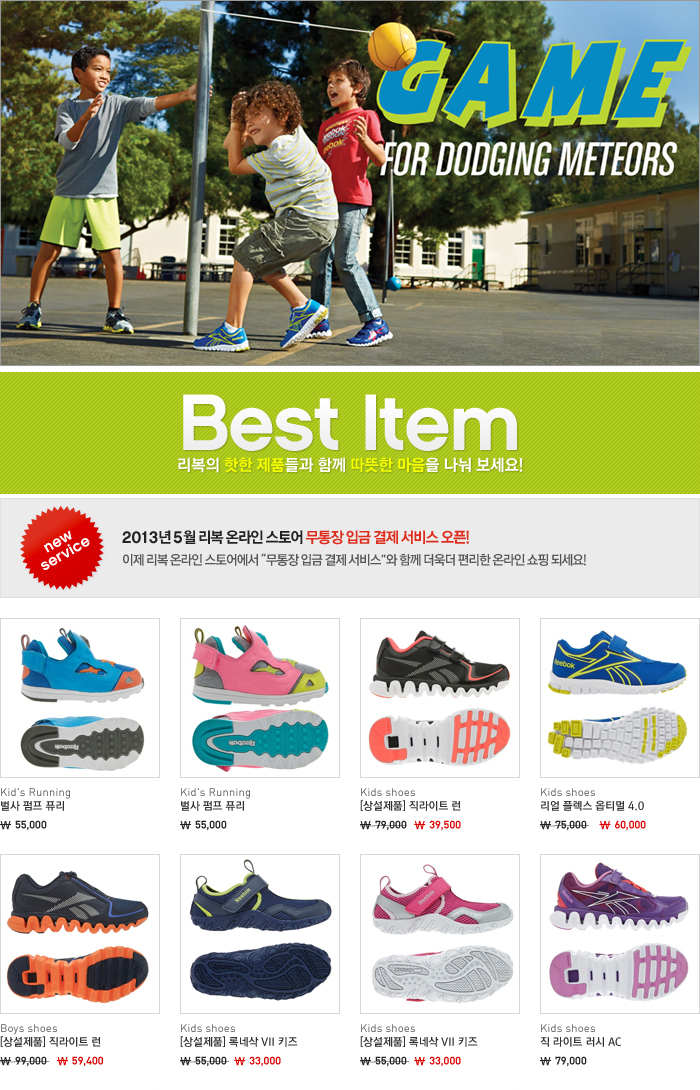 GAME
FOR DODGING METEORS
Best Item
리복의 핫한 제품들과 함께 따뜻한 마음을 나눠 보세요!
new
service
2013년 5월 리복 온라인 스토어 무통장 입금 결제 서비스 오픈!
이제 리복 온라인 스토어에서 "무통장 입금 결제 서비스"와 함께 더욱더 편리한 온라인 쇼핑 되세요!
Reebok
Reebok
Reebok
Kid's Running
벌사 펌프 퓨리
₩ 55,000
Kid's Running
벌사 펌프 퓨리
₩ 55,000
Kids shoes
[상설제품] 직라이트 런
₩ 79,000 ₩ 39,500
Kids shoes
리얼 플렉스 옵티멀 4.0
₩ 75,000 ₩ 60,000
Reebok
Reebok
Boys shoes
[상설제품] 직라이트 런
₩ 99,000 ₩ 59,400
Kids shoes
[상설제품] 록네삭 VII 키즈
₩ 55,000 ₩ 33,000
Kids shoes
[상설제품] 록네삭 VII 키즈
₩ 55,000 ₩ 33,000
Kids shoes
직 라이트 러시 AC
₩ 79,000